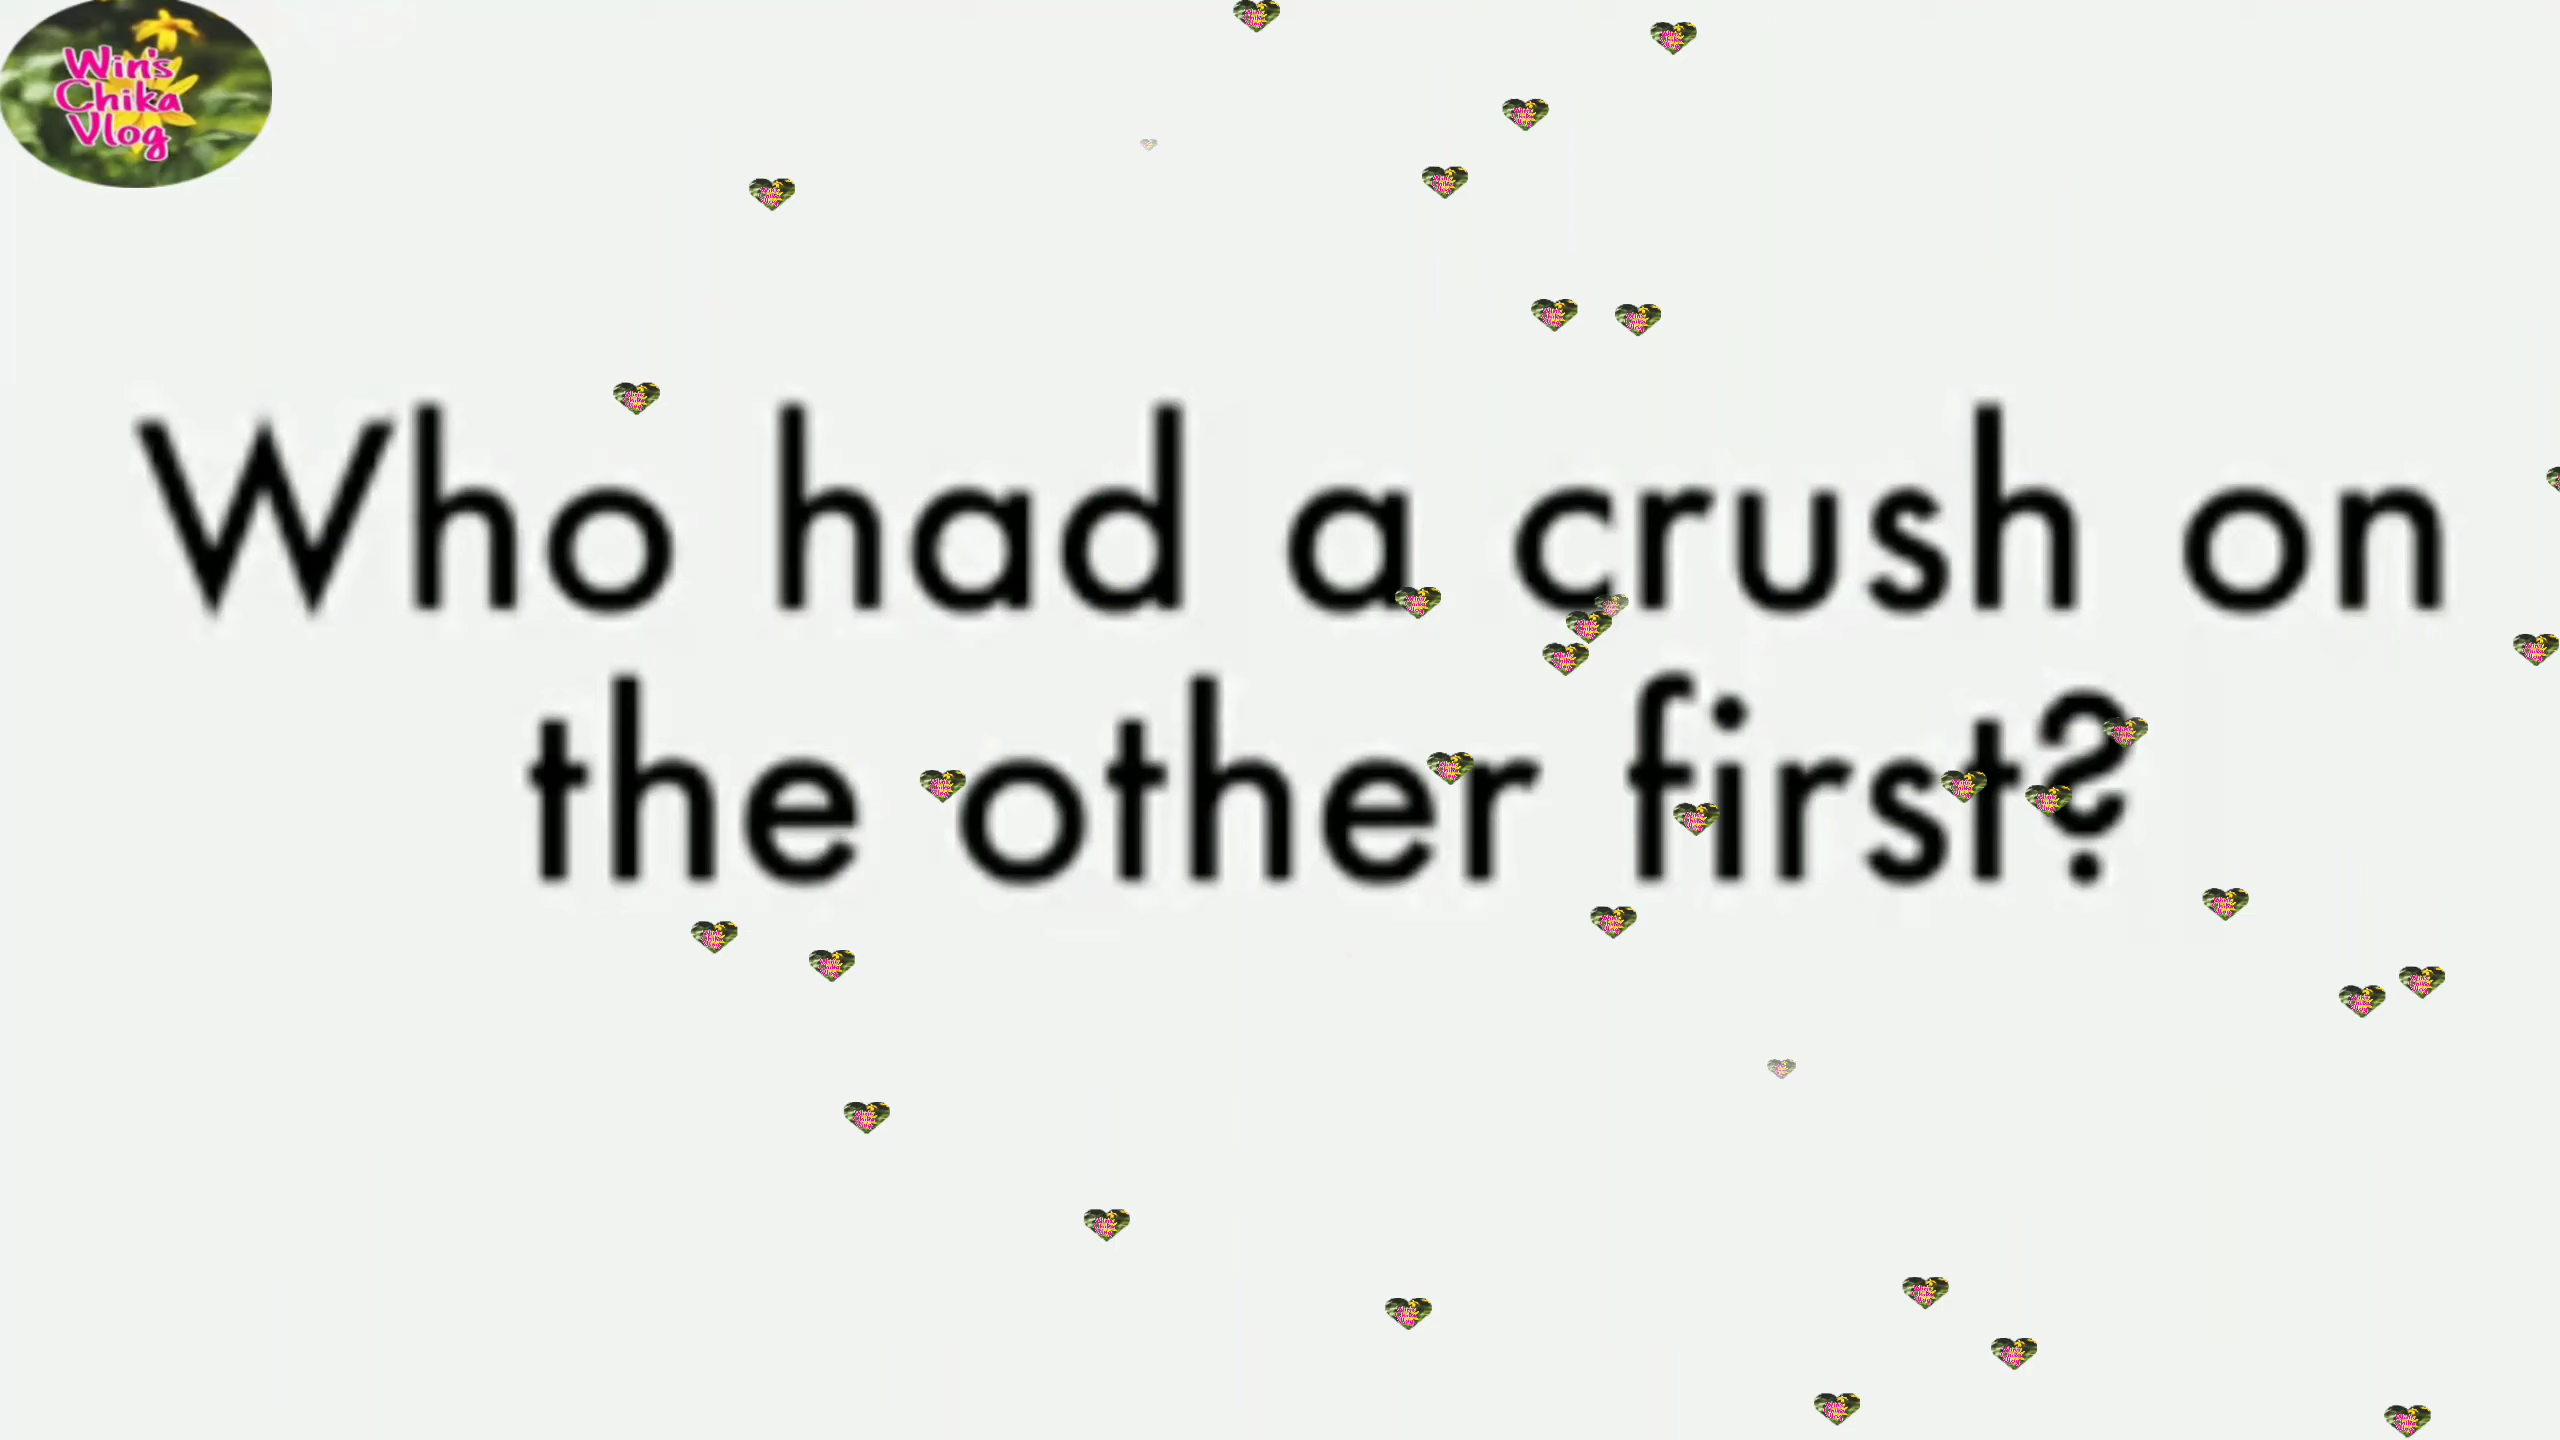 Win's
Chika
Vlog
Who had a crush on
the other first?